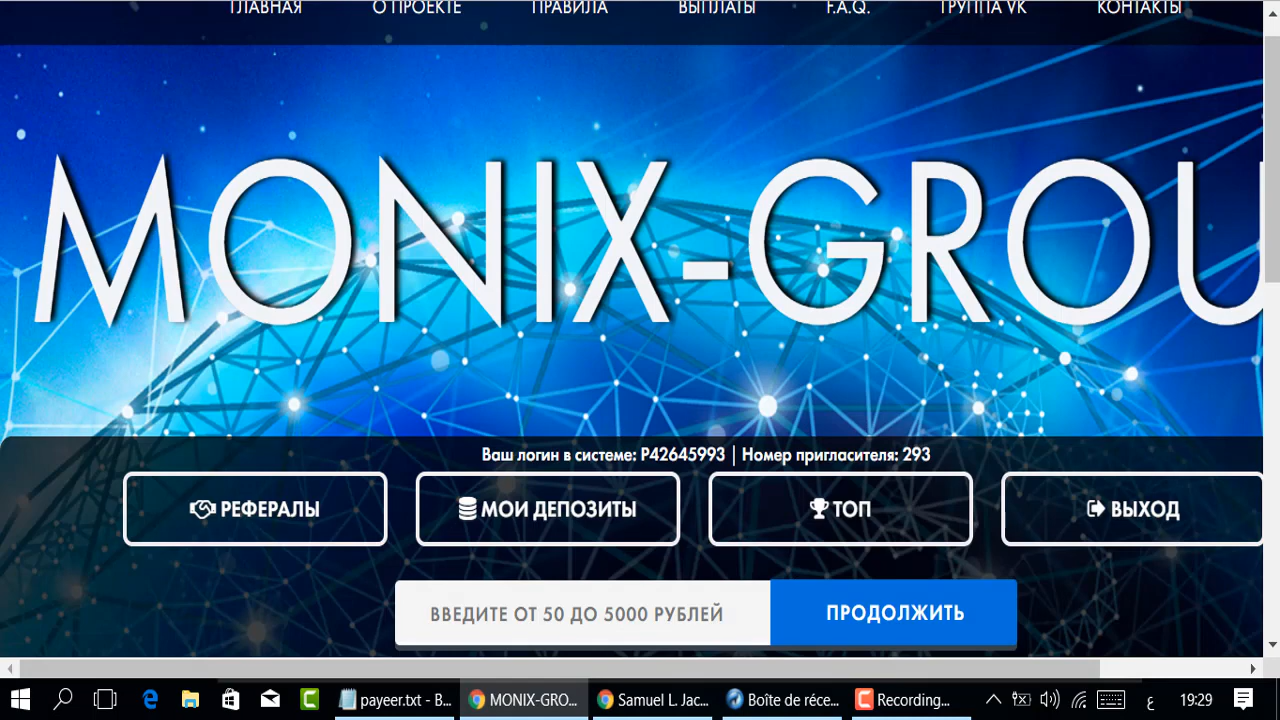 ГЛАВНАЯ О ПРОЕКТЕ ПРАВИЛА ВЫПЛАТЫ F.A.Q. ГРУППА VK КОНТАКТЫ
MONIX-GROU
Ваш логин в системе: P42645993 | Номер пригласителя: 293
РЕФЕРАЛЫ МОИ ДЕПОЗИТЫ ТОП ВЫХОД
ВВЕДИТЕ ОТ 50 ДО 5000 РУБЛЕЙ ПРОДОЛЖИТЬ
payeer.txt - B... MONIX-GRO... Samuel L. Jac... Boîte de réce... Recording... ع 19:29